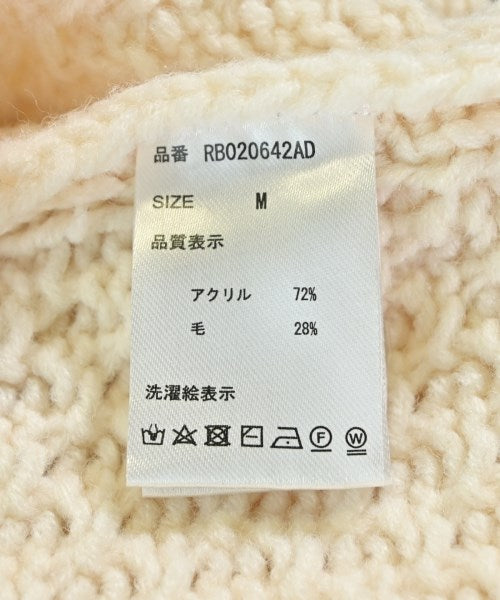 品番 RB020642AD
SIZE M
品質表示
アクリル 72%
毛 28%
洗濯絵表示
F W